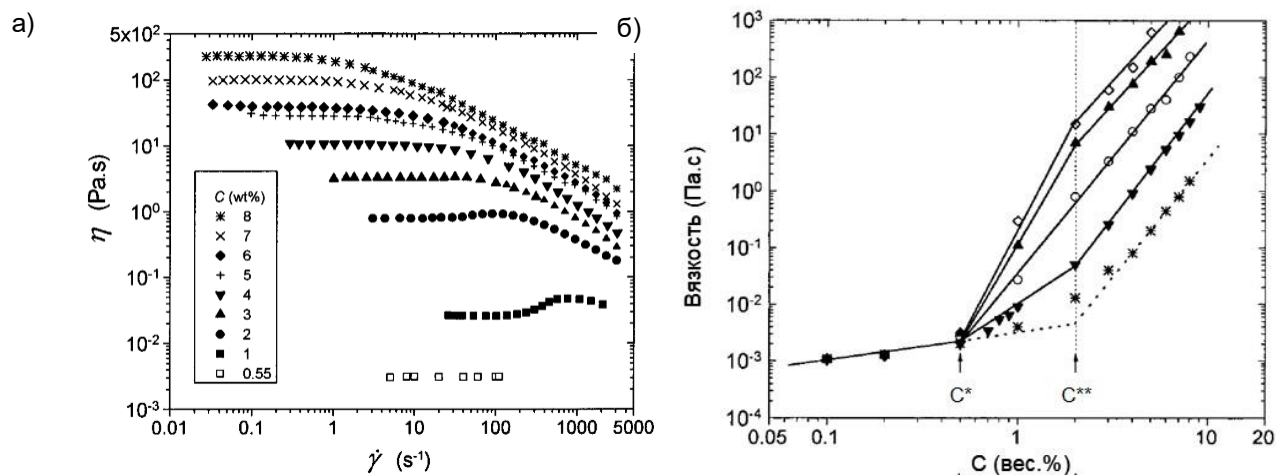 а)
η (Pa.s)
5x10²
10²
10¹
10⁰
10⁻¹
10⁻²
10⁻³
C (wt%)
8
7
6
5
4
3
2
1
0.55
0.01 0.1 1 10 100 1000 5000
γ̇ (s⁻¹)
б)
Вязкость (Па.с)
10³
10²
10¹
10⁰
10⁻¹
10⁻²
10⁻³
10⁻⁴
C* C**
0.05 0.1 1 10 20
C (вес.%)